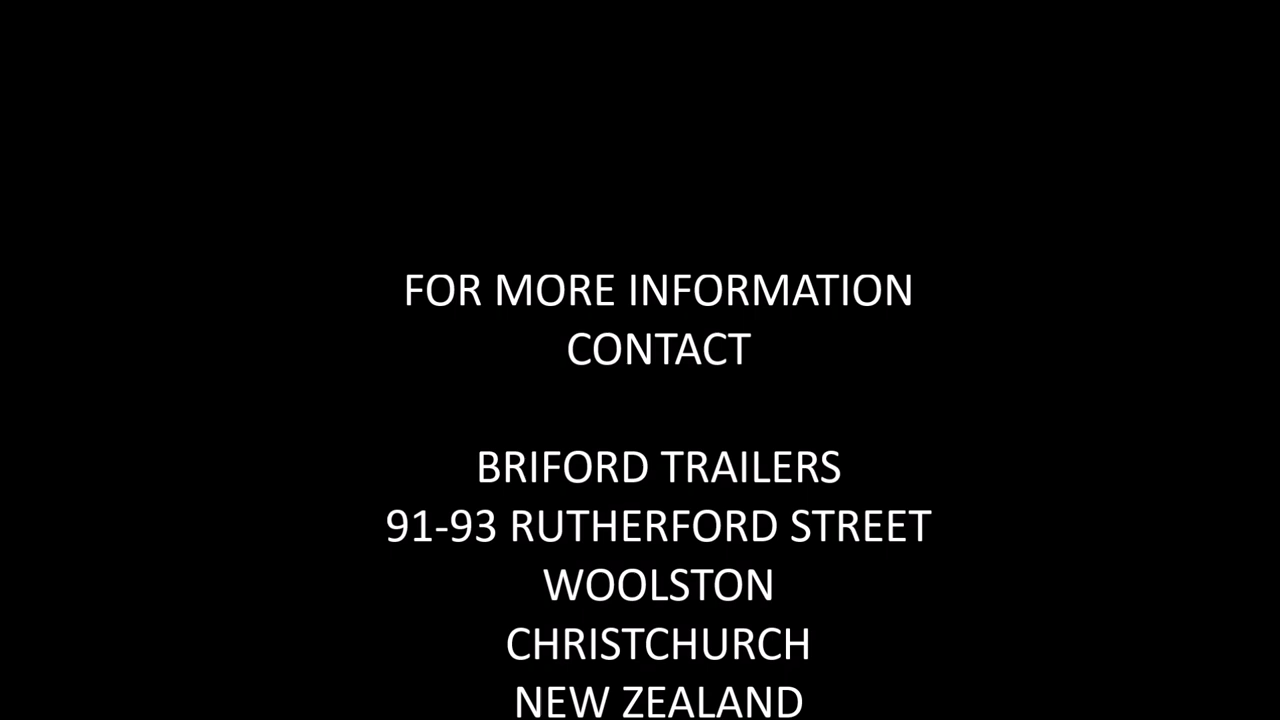 FOR MORE INFORMATION
CONTACT
BRIFORD TRAILERS
91-93 RUTHERFORD STREET
WOOLSTON
CHRISTCHURCH
NEW ZEALAND